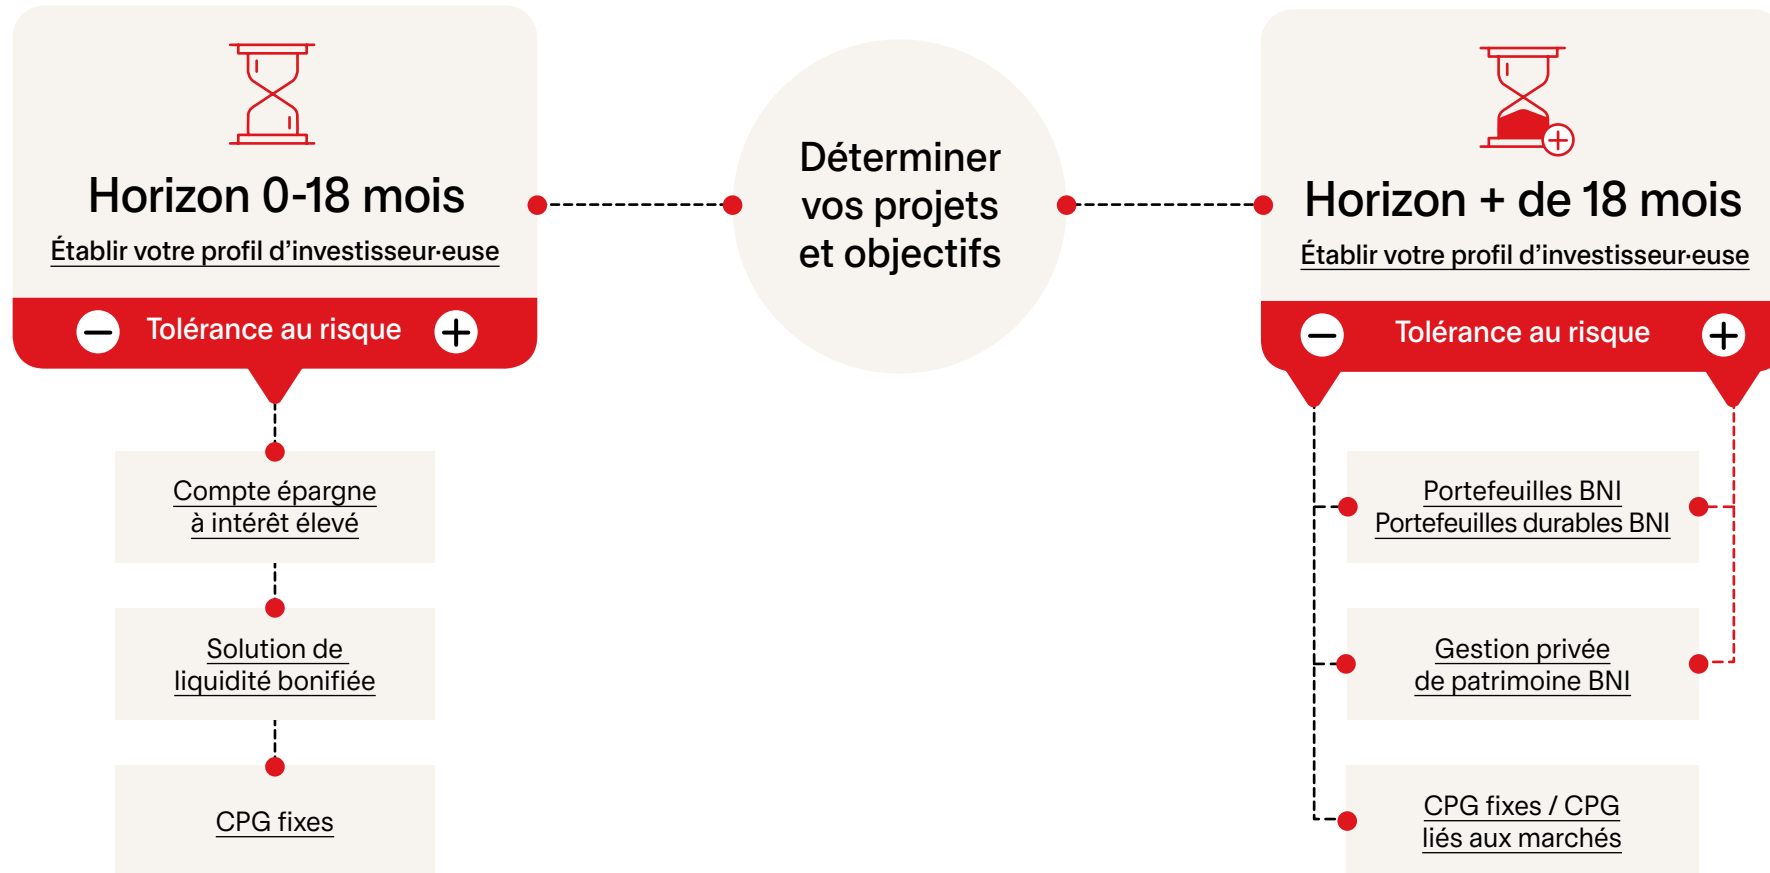 Horizon 0-18 mois
Établir votre profil d’investisseur·euse
Tolérance au risque
Compte épargne
à intérêt élevé
Solution de
liquidité bonifiée
CPG fixes
Déterminer
vos projets
et objectifs
Horizon + de 18 mois
Établir votre profil d’investisseur·euse
Tolérance au risque
Portefeuilles BNI
Portefeuilles durables BNI
Gestion privée
de patrimoine BNI
CPG fixes / CPG
liés aux marchés